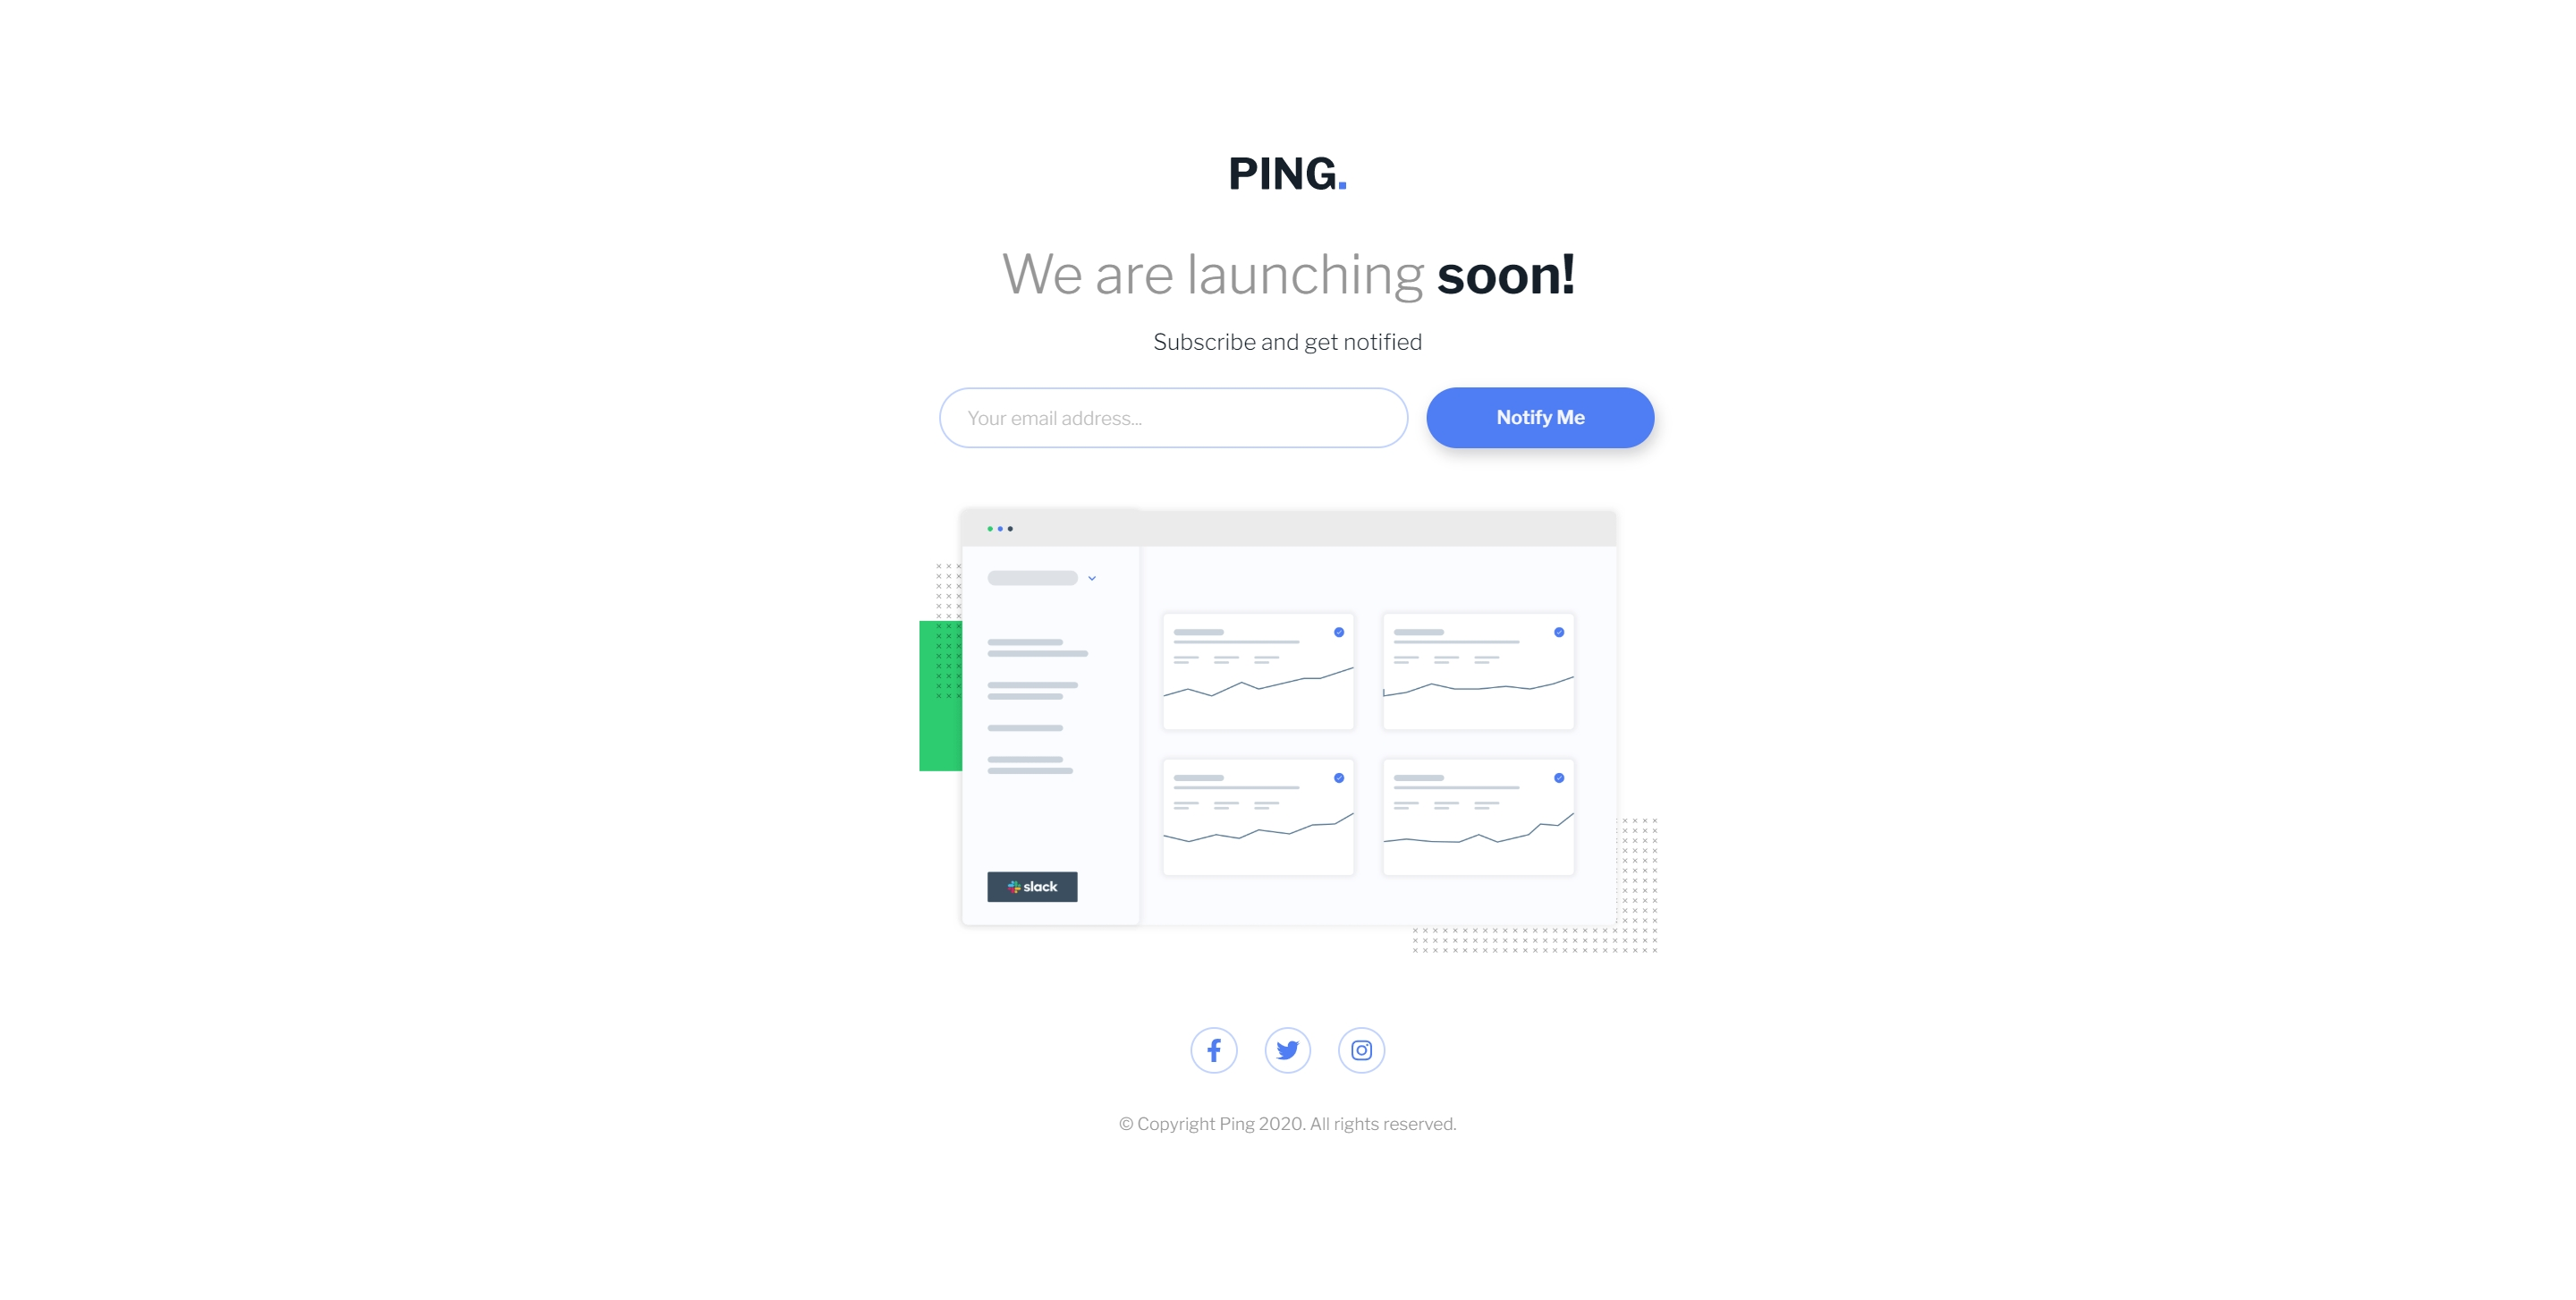 PING.
We are launching soon!
Subscribe and get notified
Your email address...
Notify Me
slack
© Copyright Ping 2020. All rights reserved.